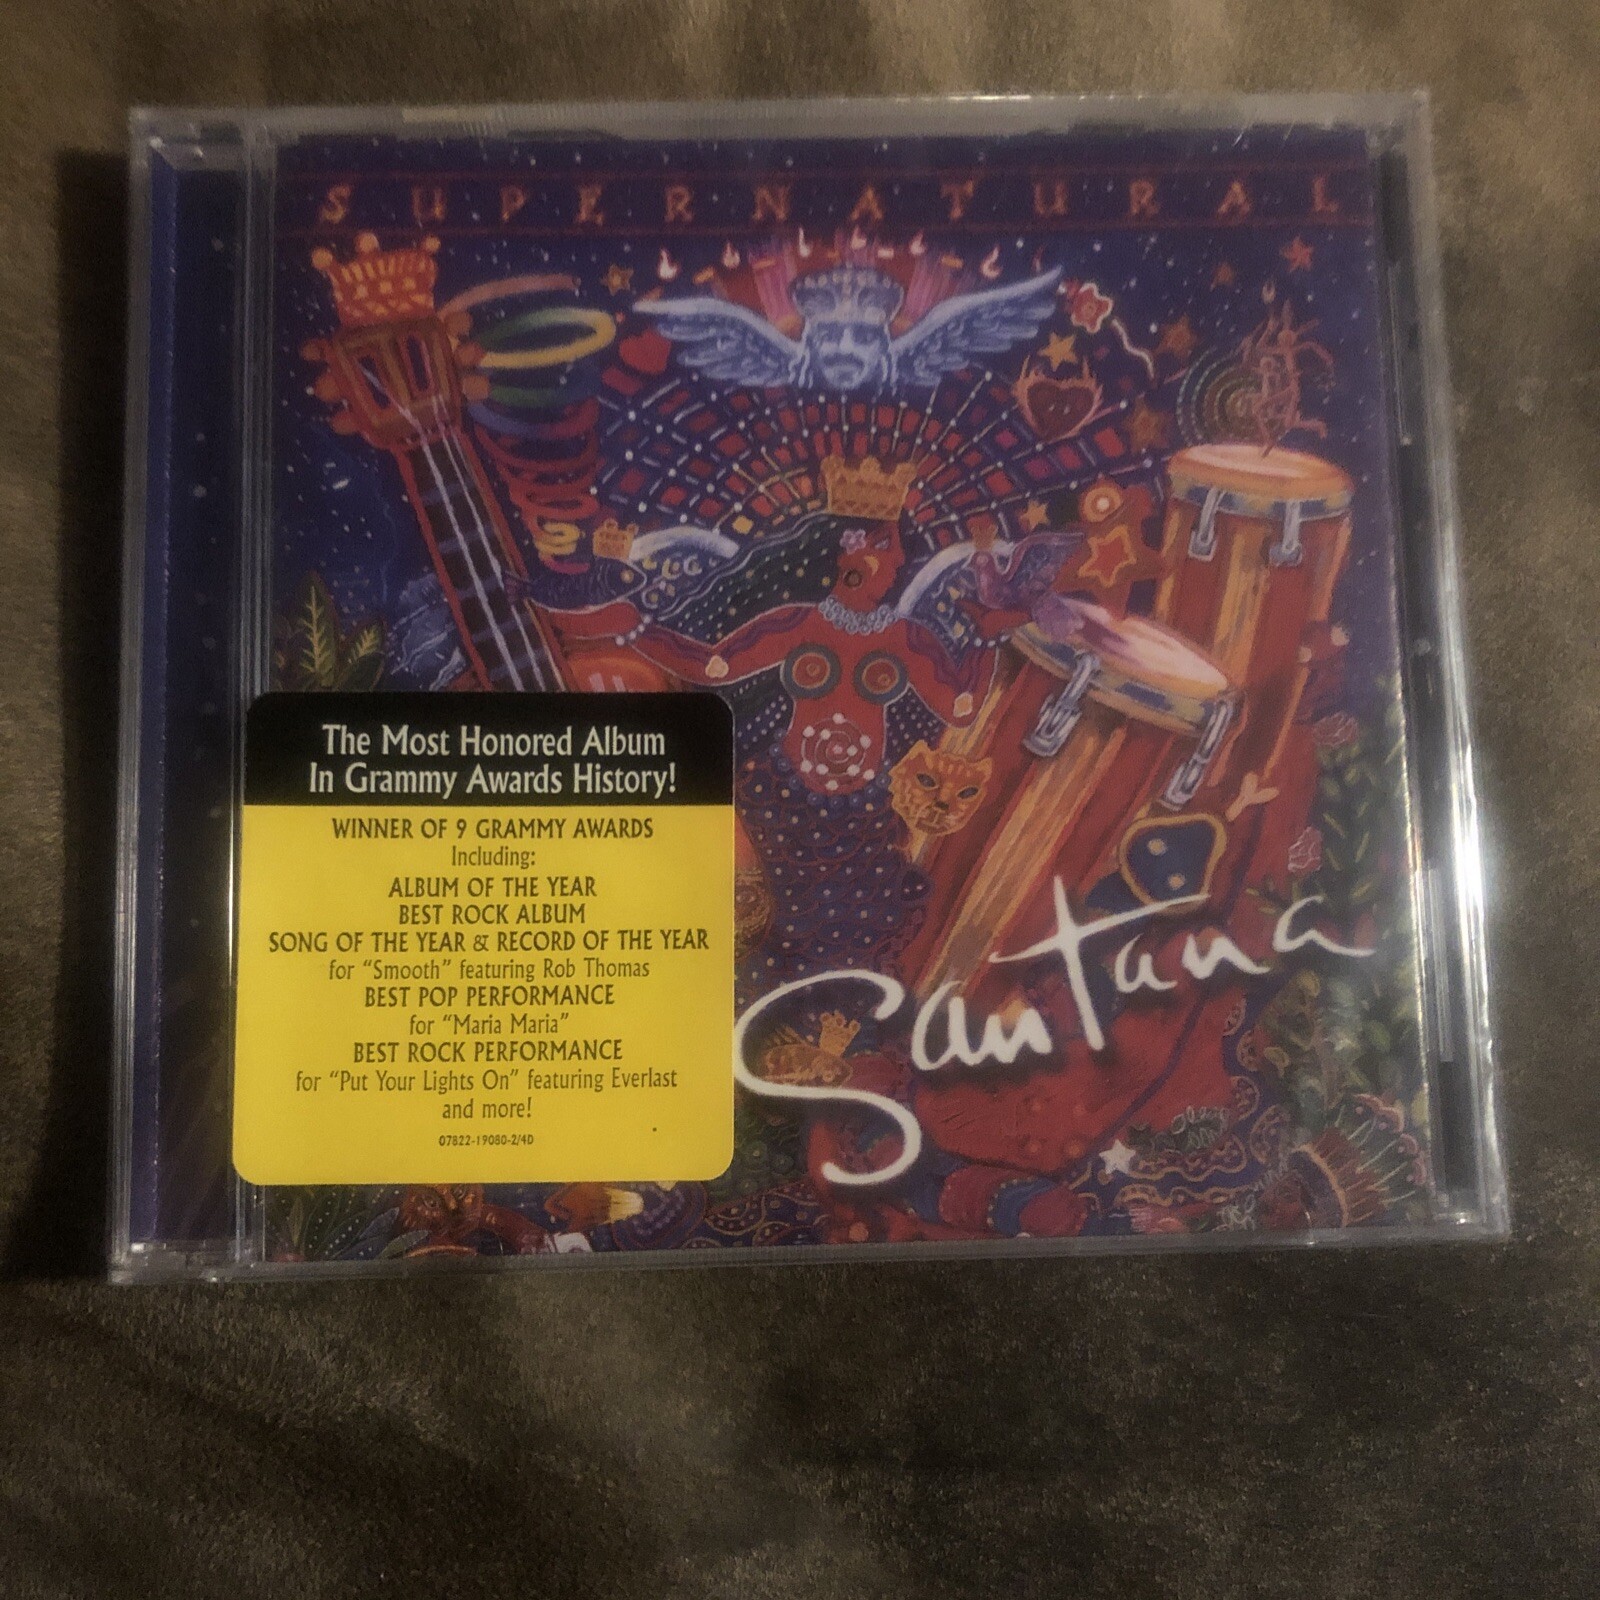 SUPERNATURAL
The Most Honored Album
In Grammy Awards History!
WINNER OF 9 GRAMMY AWARDS
Including:
ALBUM OF THE YEAR
BEST ROCK ALBUM
SONG OF THE YEAR & RECORD OF THE YEAR
for “Smooth” featuring Rob Thomas
BEST POP PERFORMANCE
for “Maria Maria”
BEST ROCK PERFORMANCE
for “Put Your Lights On” featuring Everlast
and more!
07822-19080-2/4D
Santana